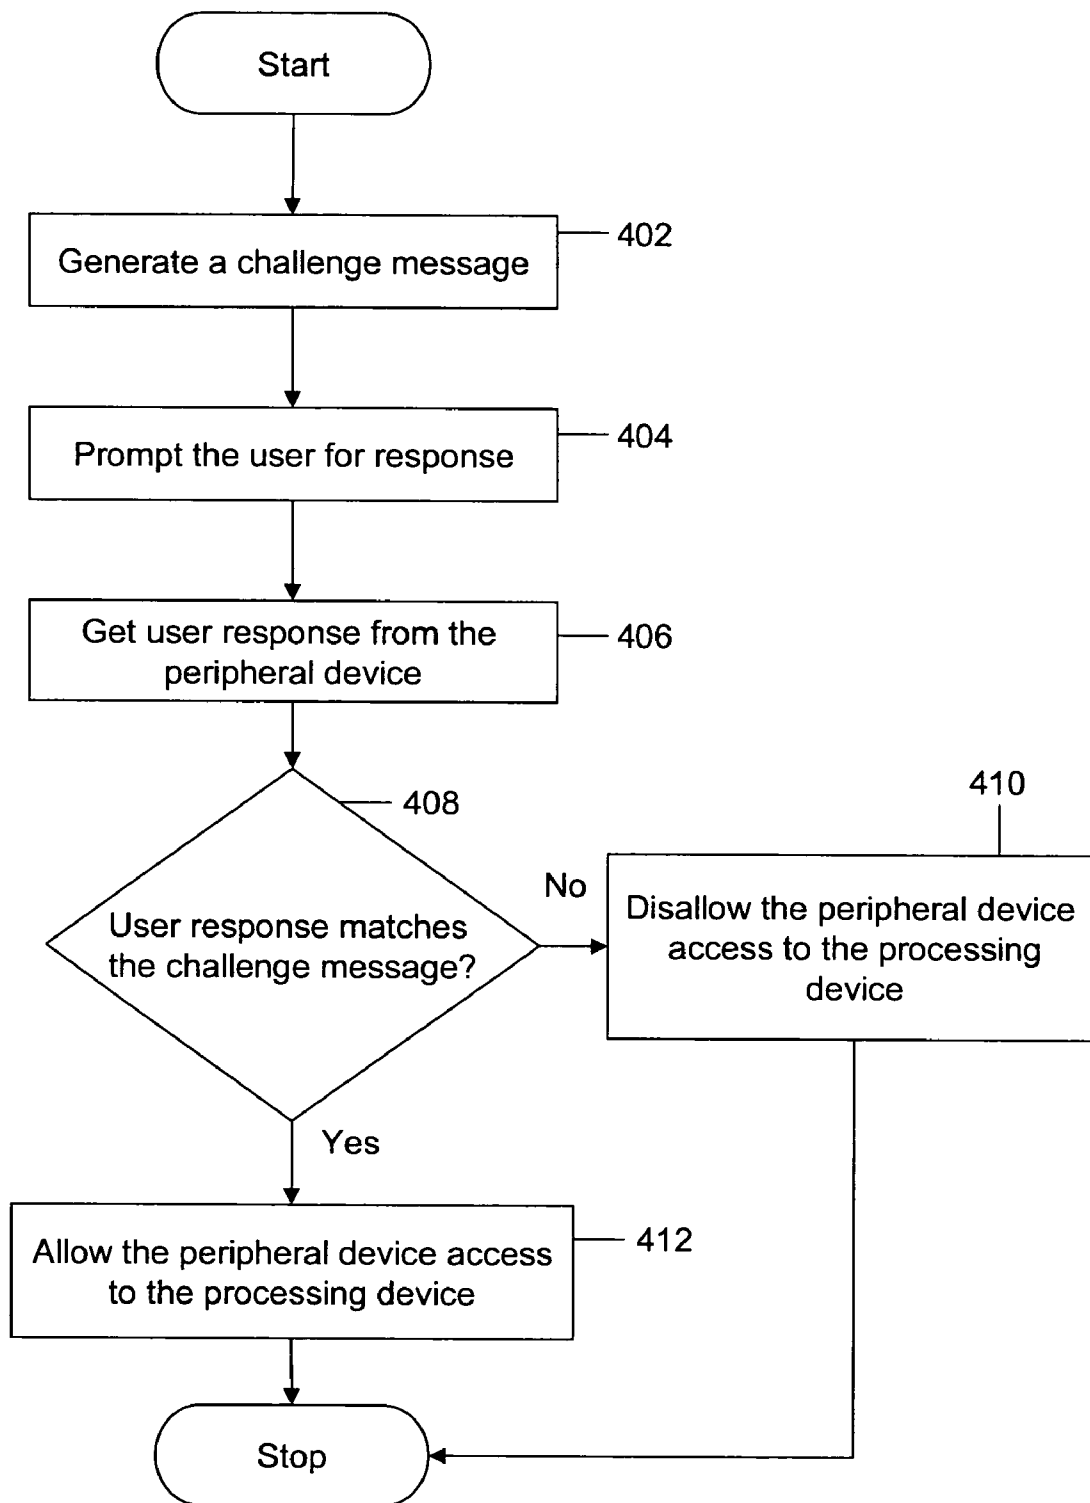 Start
402
Generate a challenge message
404
Prompt the user for response
406
Get user response from the
peripheral device
408
User response matches
the challenge message?
No
410
Disallow the peripheral device
access to the processing
device
Yes
412
Allow the peripheral device access
to the processing device
Stop